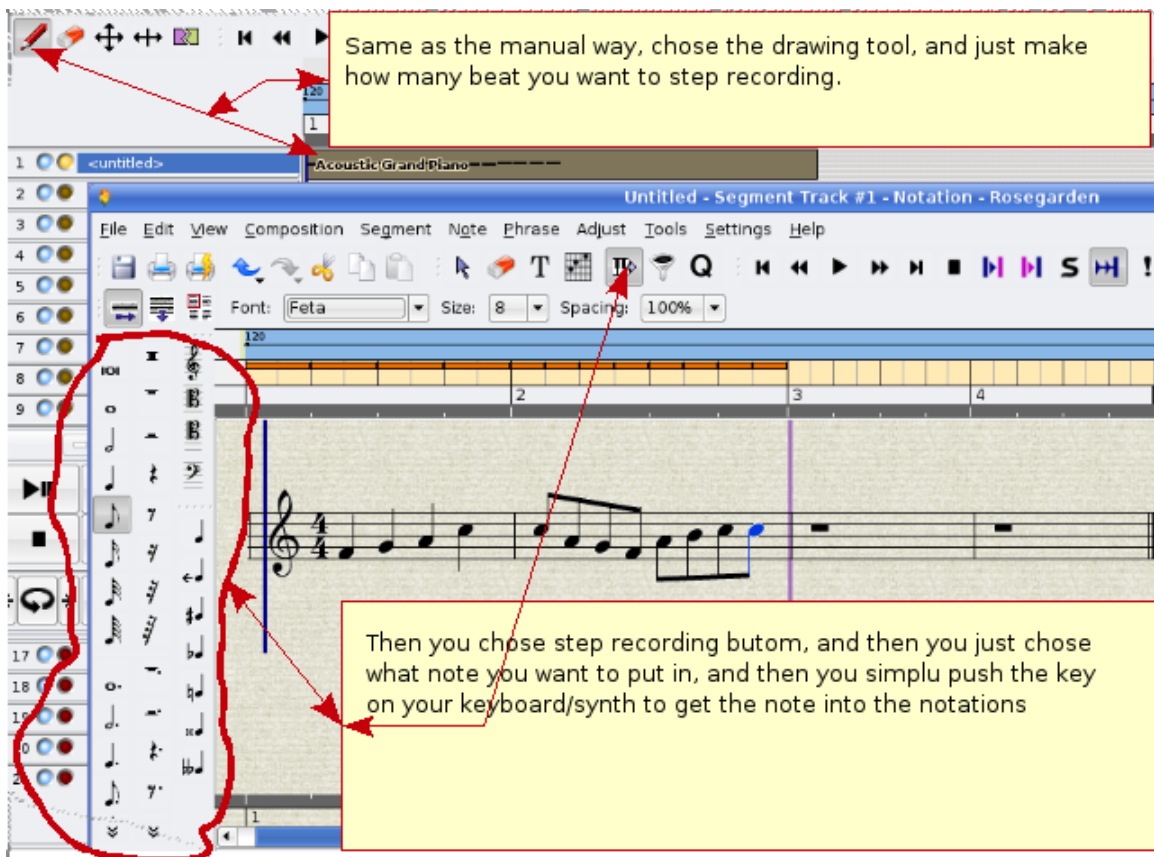 Same as the manual way, chose the drawing tool, and just make
how many beat you want to step recording.
120
1
1 <untitled>
Acoustic Grand Piano
2
Untitled - Segment Track #1 - Notation - Rosegarden
3
File Edit View Composition Segment Note Phrase Adjust Tools Settings Help
4
5
T
Q
S
!
6
Font: Feta Size: 8 Spacing: 100%
7
120
8
9
2 3 4
4
4
Then you chose step recording butom, and then you just chose
what note you want to put in, and then you simplu push the key
on your keyboard/synth to get the note into the notations
17
18
1